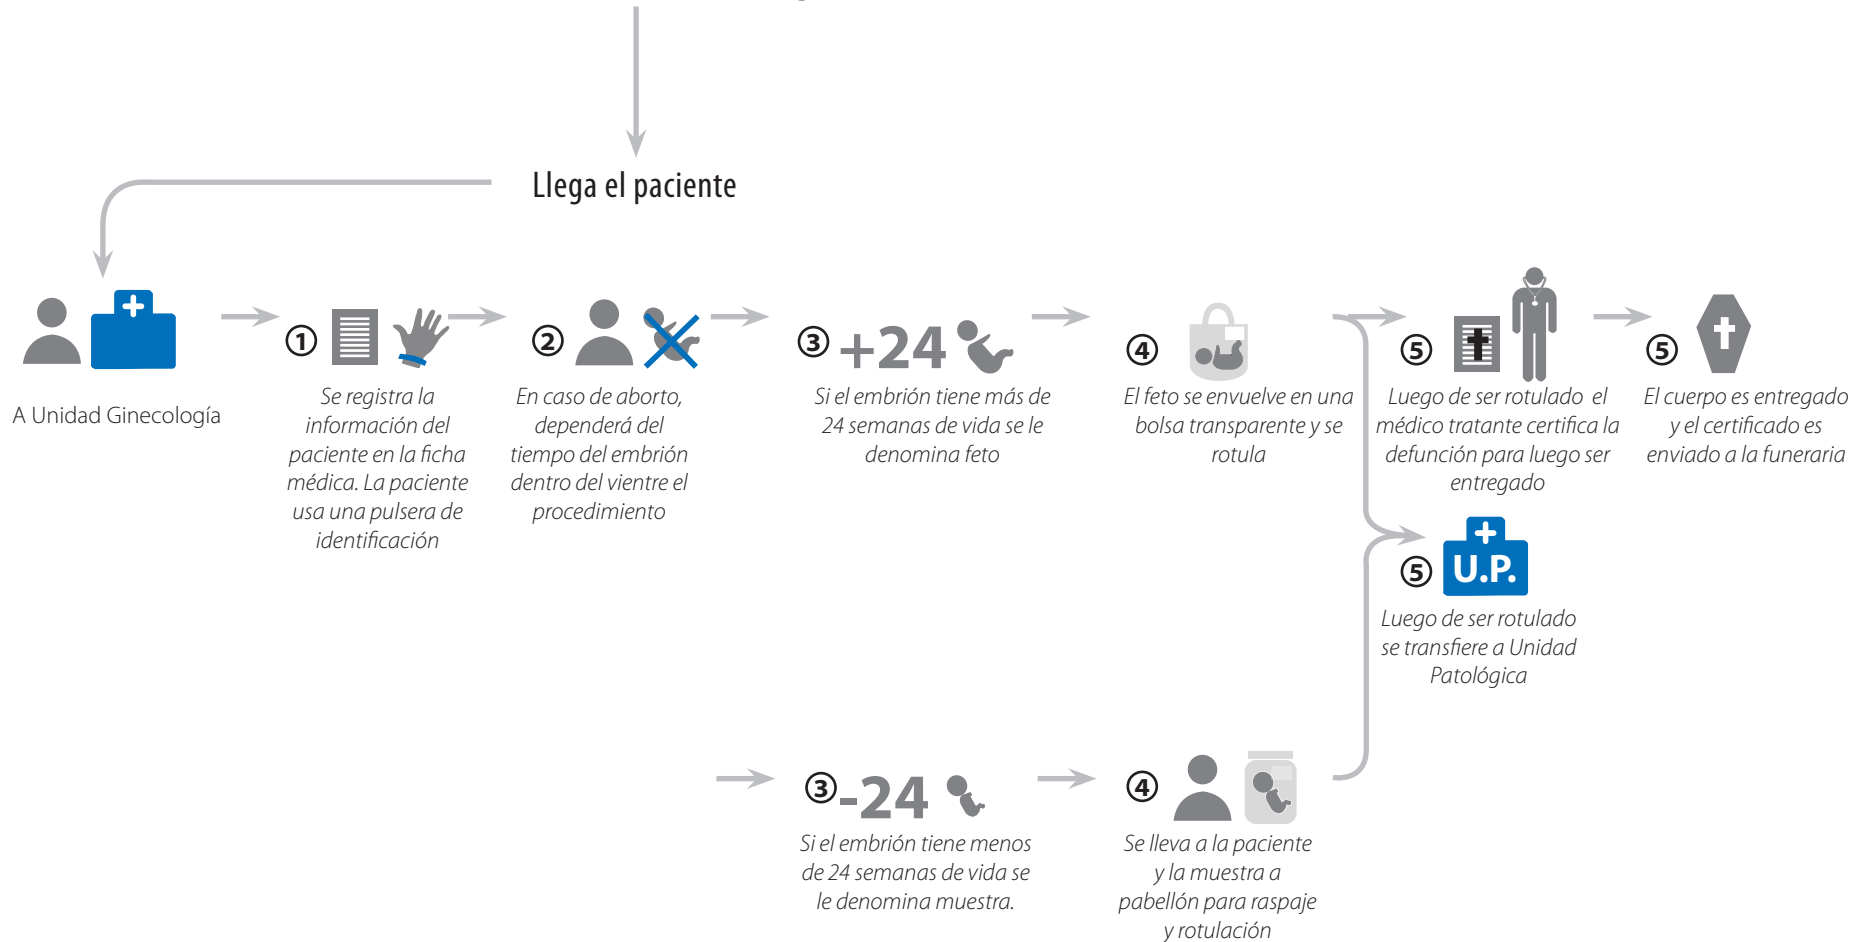 Llega el paciente
A Unidad Ginecología
1
Se registra la
información del
paciente en la ficha
médica. La paciente
usa una pulsera de
identificación
2
En caso de aborto,
dependerá del
tiempo del embrión
dentro del vientre el
procedimiento
3
+24
Si el embrión tiene más de
24 semanas de vida se le
denomina feto
4
El feto se envuelve en una
bolsa transparente y se
rotula
5
Luego de ser rotulado el
médico tratante certifica la
defunción para luego ser
entregado
5
El cuerpo es entregado
y el certificado es
enviado a la funeraria
5
U.P.
Luego de ser rotulado
se transfiere a Unidad
Patológica
3
-24
Si el embrión tiene menos
de 24 semanas de vida se
le denomina muestra.
4
Se lleva a la paciente
y la muestra a
pabellón para raspaje
y rotulación